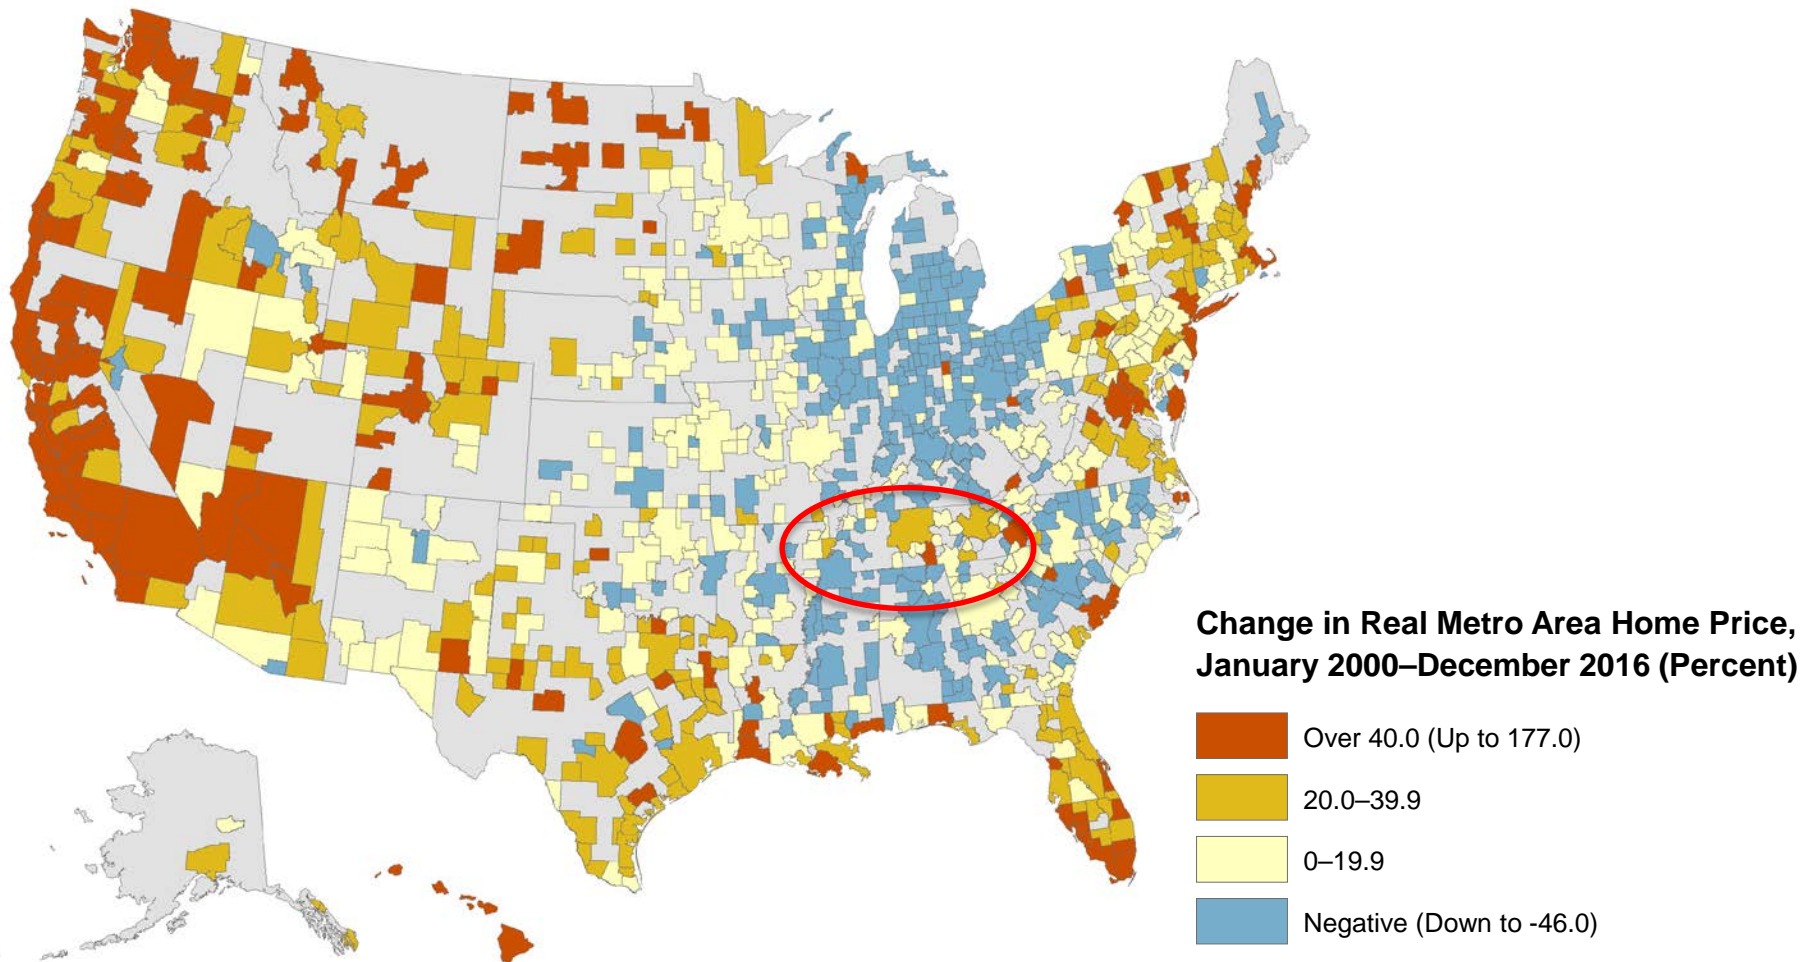 Change in Real Metro Area Home Price,
January 2000–December 2016 (Percent)
Over 40.0 (Up to 177.0)
20.0–39.9
0–19.9
Negative (Down to -46.0)